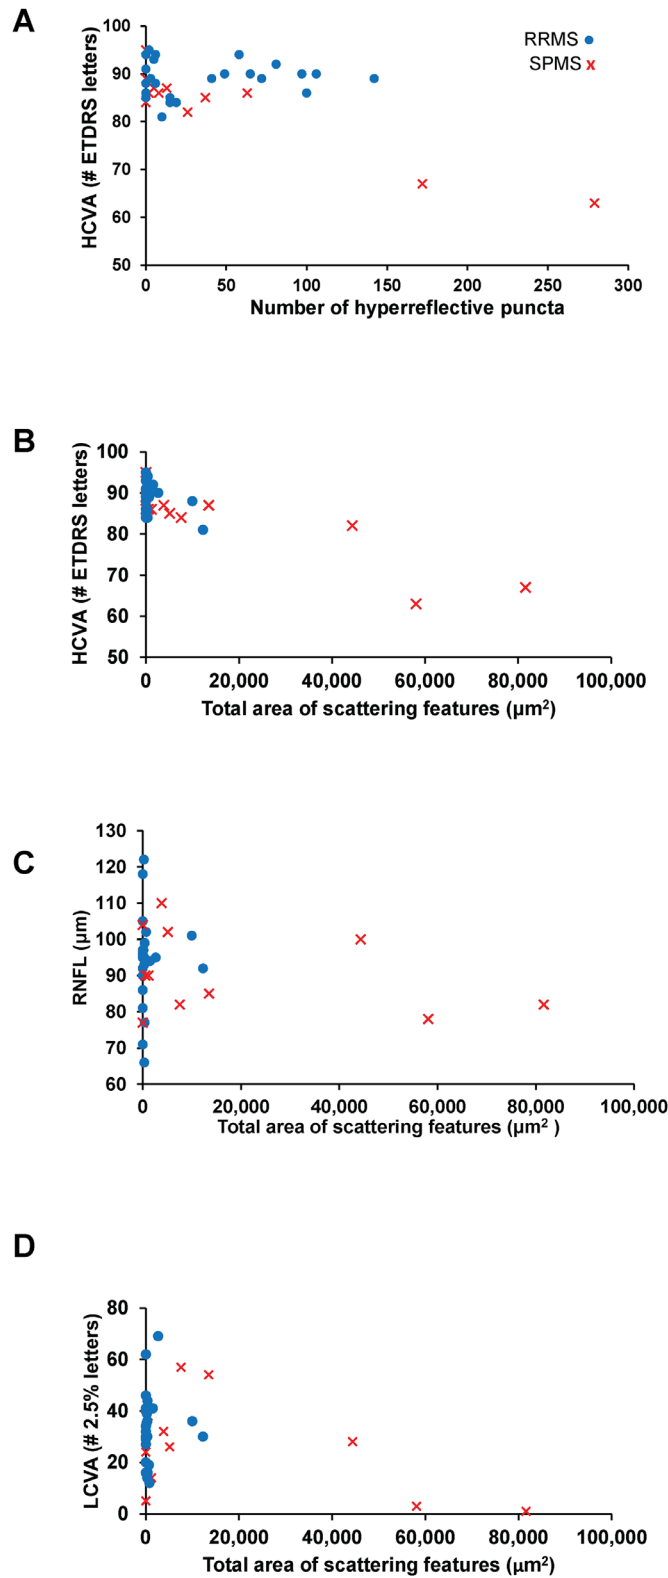 A
RRMS
SPMS
HCVA (# ETDRS letters)
100
90
80
70
60
50
0 50 100 150 200 250 300
Number of hyperreflective puncta
B
HCVA (# ETDRS letters)
100
90
80
70
60
50
0 20,000 40,000 60,000 80,000 100,000
Total area of scattering features (µm²)
C
RNFL (µm)
130
120
110
100
90
80
70
60
0 20,000 40,000 60,000 80,000 100,000
Total area of scattering features (µm² )
D
LCVA (# 2.5% letters)
80
60
40
20
0
0 20,000 40,000 60,000 80,000 100,000
Total area of scattering features (µm²)